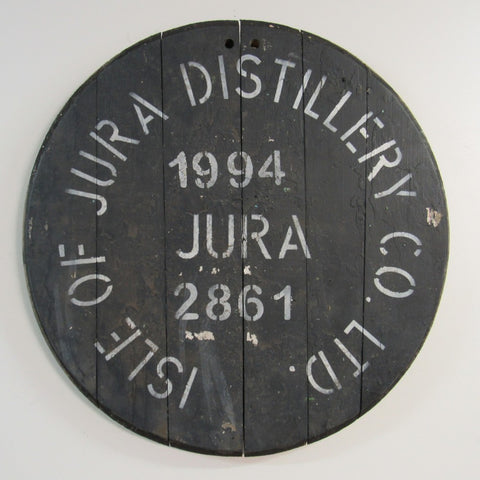 ISLE OF JURA DISTILLERY CO. LTD.
1994
JURA
2861